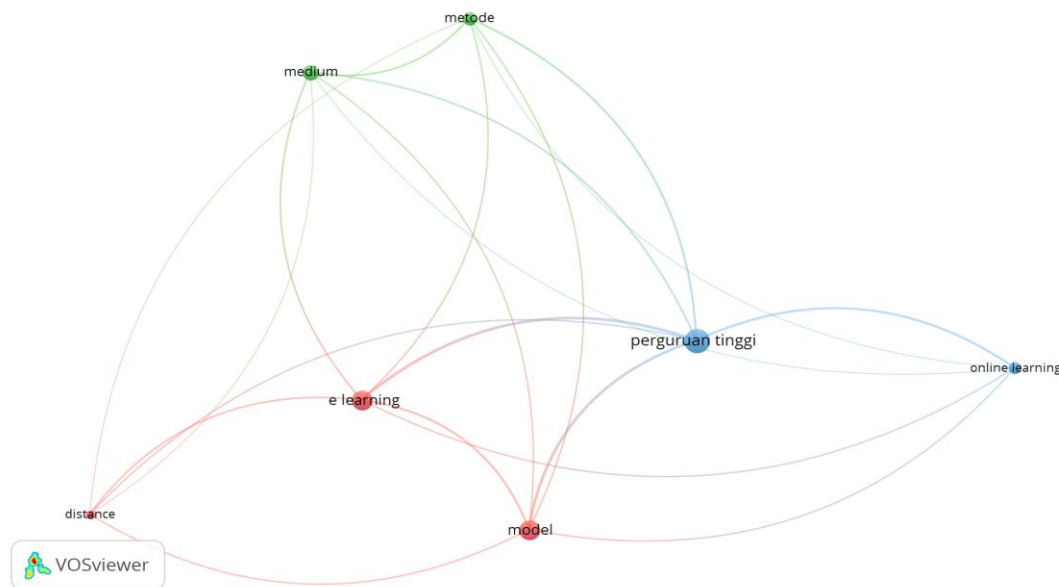 metode
medium
perguruan tinggi
online learning
e learning
distance
model
VOSviewer